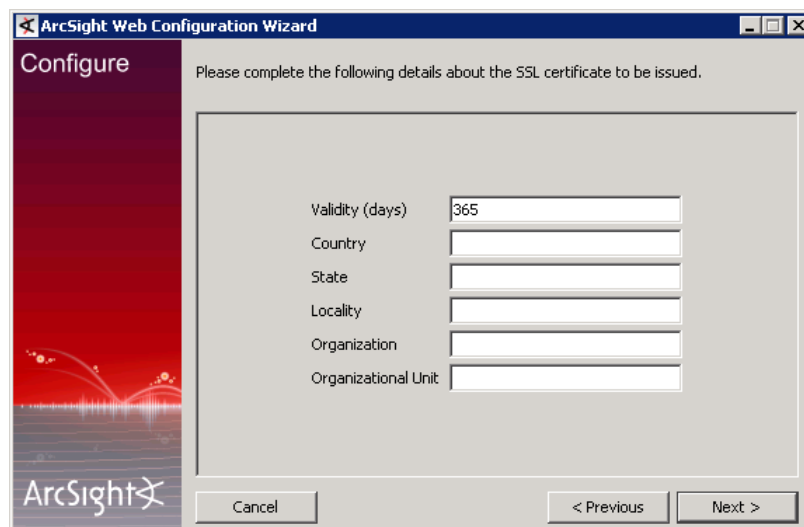 ArcSight Web Configuration Wizard
Configure
Please complete the following details about the SSL certificate to be issued.
Validity (days) 365
Country
State
Locality
Organization
Organizational Unit
ArcSight
Cancel < Previous Next >